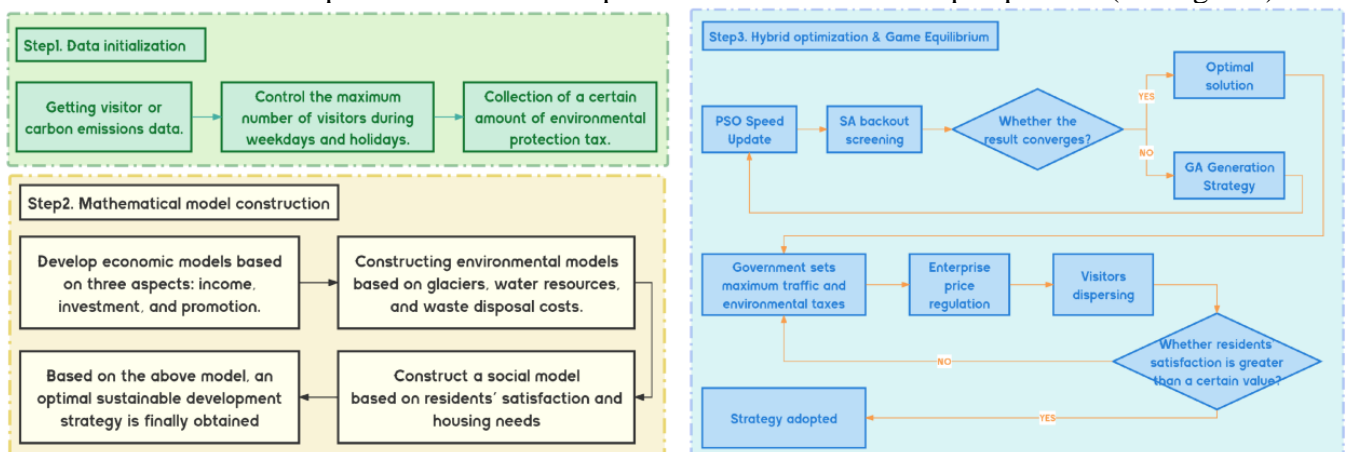 Step1. Data initialization
Getting visitor or
carbon emissions data.
Control the maximum
number of visitors during
weekdays and holidays.
Collection of a certain
amount of environmental
protection tax.
Step2. Mathematical model construction
Develop economic models based
on three aspects: income,
investment, and promotion.
Constructing environmental models
based on glaciers, water resources,
and waste disposal costs.
Construct a social model
based on residents' satisfaction and
housing needs
Based on the above model, an
optimal sustainable development
strategy is finally obtained
Step3. Hybrid optimization & Game Equilibrium
PSO Speed
Update
SA backout
screening
Whether the
result converges?
YES
Optimal
solution
NO
GA Generation
Strategy
Government sets
maximum traffic and
environmental taxes
Enterprise
price
regulation
Visitors
dispersing
Whether residents
satisfaction is greater
than a certain value?
NO
YES
Strategy adopted